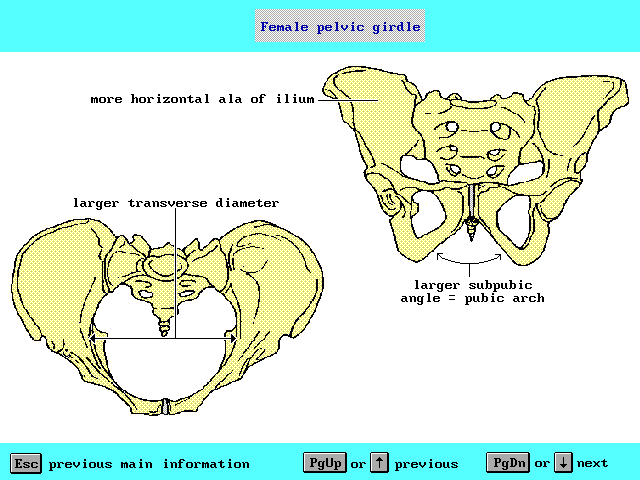 Female pelvic girdle
more horizontal ala of ilium
larger transverse diameter
larger subpubic
angle = pubic arch
Esc previous main information PgUp or ↑ previous PgDn or ↓ next